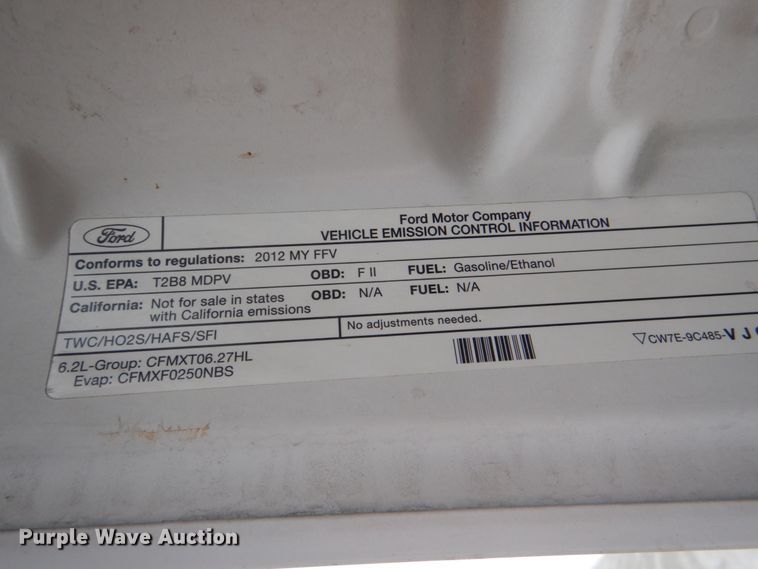 Ford
Ford Motor Company
VEHICLE EMISSION CONTROL INFORMATION
Conforms to regulations: 2012 MY FFV
U.S. EPA: T2B8 MDPV OBD: F II FUEL: Gasoline/Ethanol
California: Not for sale in states with California emissions OBD: N/A FUEL: N/A
TWC/HO2S/HAFS/SFI
No adjustments needed.
6.2L-Group: CFMXT06.27HL
Evap: CFMXF0250NBS
CW7E-9C485-VJ
Purple Wave Auction